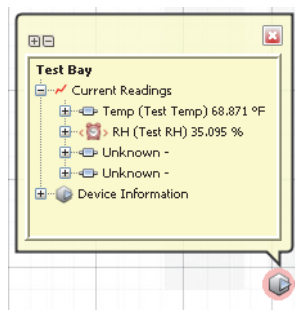 Test Bay
Current Readings
Temp (Test Temp) 68.871 °F
RH (Test RH) 35.095 %
Unknown -
Unknown -
Device Information